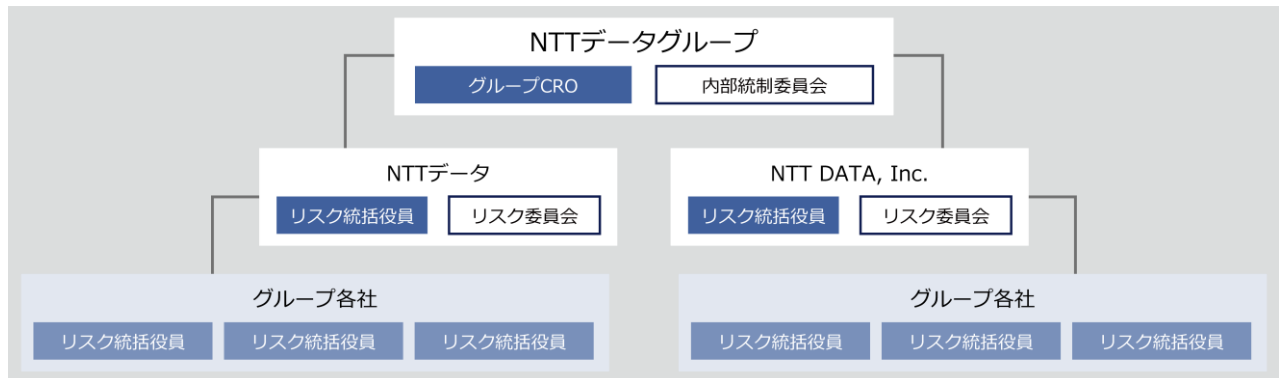 NTTデータグループ
グループCRO 内部統制委員会
NTTデータ
リスク統括役員 リスク委員会
NTT DATA, Inc.
リスク統括役員 リスク委員会
グループ各社
リスク統括役員 リスク統括役員 リスク統括役員
グループ各社
リスク統括役員 リスク統括役員 リスク統括役員